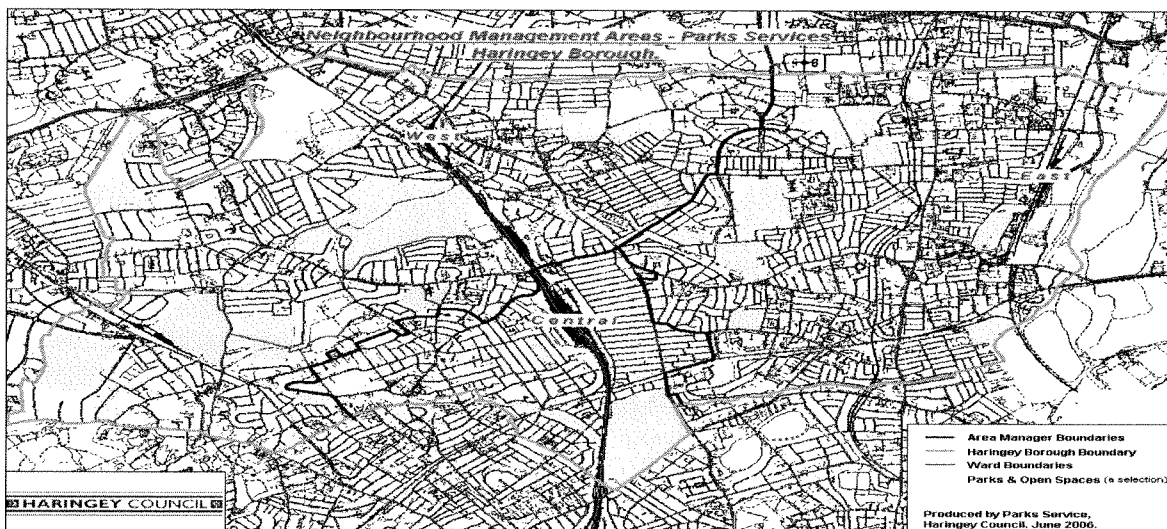 Neighbourhood Management Areas - Parks Services
Haringey Borough.
West
East
Central
Area Manager Boundaries
Haringey Borough Boundary
Ward Boundaries
Parks & Open Spaces (a selection)
HARINGEY COUNCIL
Produced by Parks Service,
Haringey Council, June 2006.